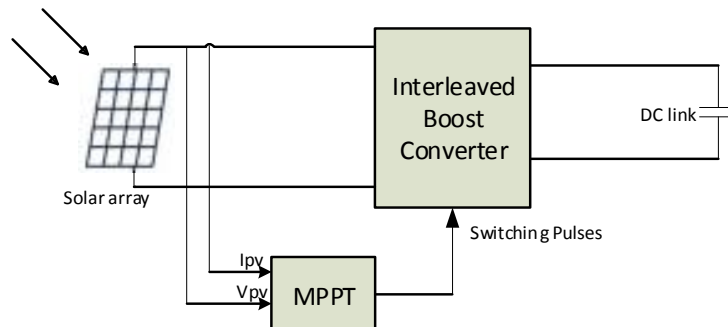 Interleaved
Boost
Converter
DC link
Solar array
Switching Pulses
Ipv
Vpv
MPPT